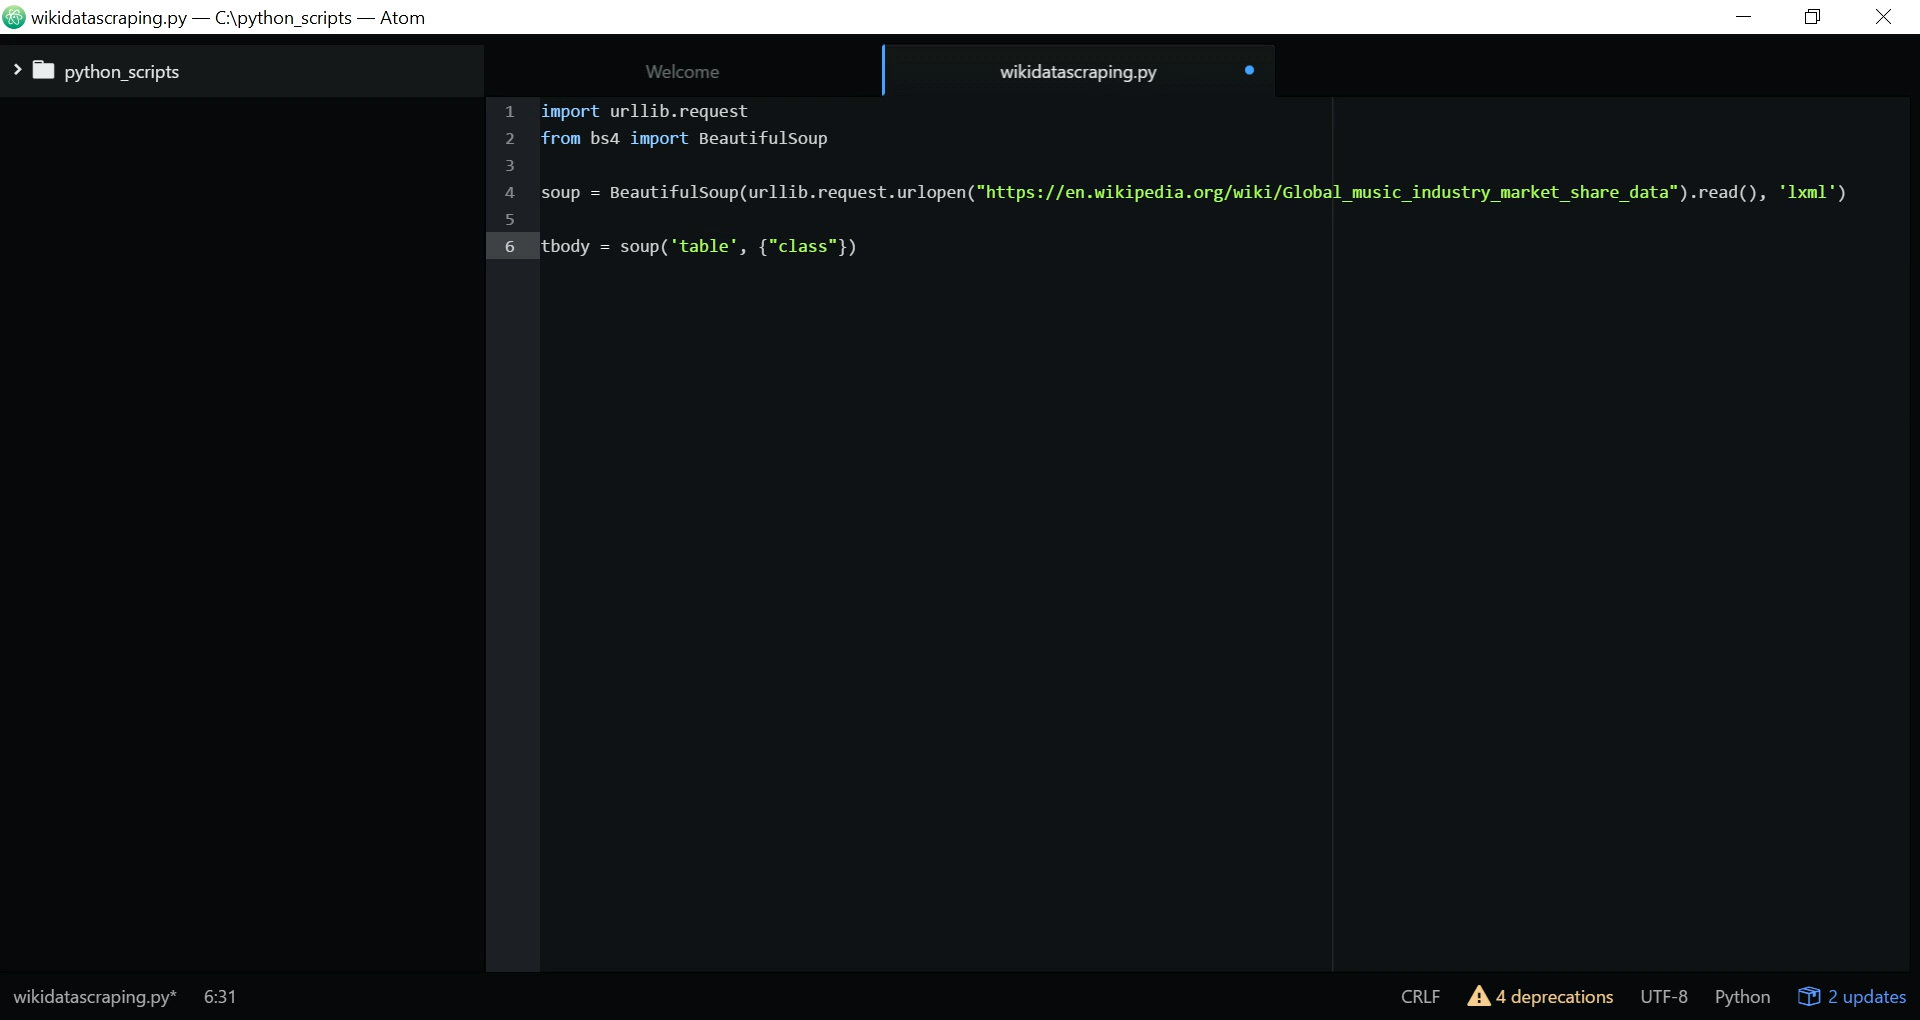 wikidatascraping.py — C:\python_scripts — Atom
python_scripts
Welcome
wikidatascraping.py
1 import urllib.request
2 from bs4 import BeautifulSoup
3
4 soup = BeautifulSoup(urllib.request.urlopen("https://en.wikipedia.org/wiki/Global_music_industry_market_share_data").read(), 'lxml')
5
6 tbody = soup('table', {"class"})
wikidatascraping.py* 6:31 CRLF 4 deprecations UTF-8 Python 2 updates